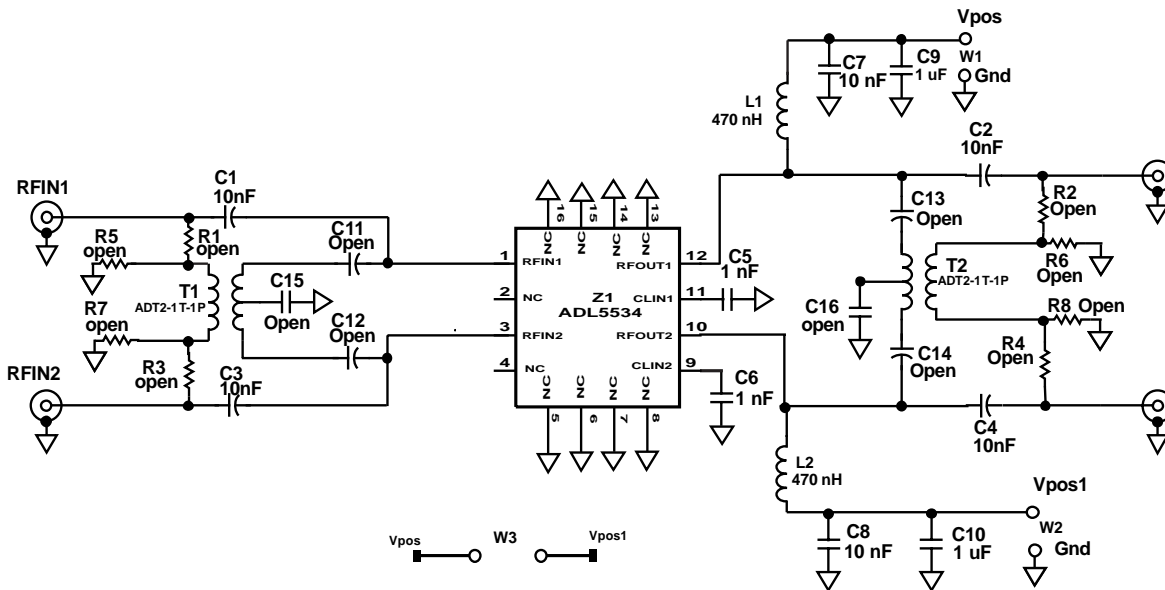 Vpos
W1
Gnd
C7
10 nF
C9
1 uF
L1
470 nH
C2
10nF
RFIN1
C1
10nF
R5
open
R1
open
C11
Open
16
15
14
13
NC
NC
NC
NC
C13
Open
R2
Open
R6
Open
T1
ADT2-1T-1P
C15
Open
1
RFIN1
RFOUT1
12
C5
1 nF
2
NC
Z1
ADL5534
CLIN1
11
T2
ADT2-1T-1P
C16
open
R8 Open
R7
open
C12
Open
3
RFIN2
RFOUT2
10
R3
open
4
NC
CLIN2
9
C14
Open
R4
Open
NC
NC
NC
NC
5
6
7
8
C6
1 nF
RFIN2
C3
10nF
C4
10nF
L2
470 nH
Vpos1
W2
Gnd
C8
10 nF
C10
1 uF
Vpos
W3
Vpos1